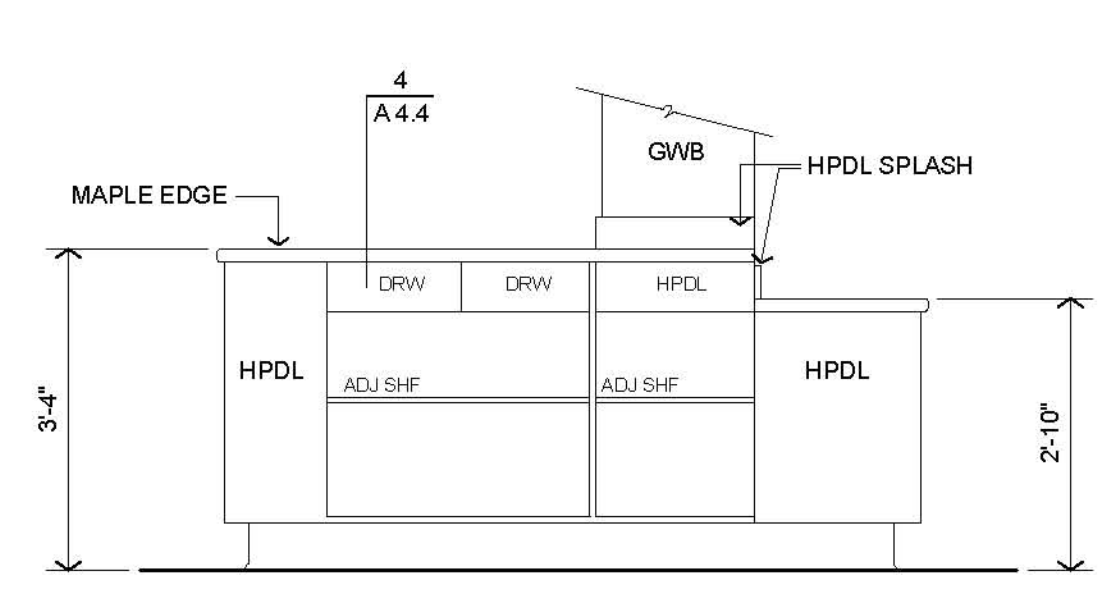 4
A 4.4
GWB
HPDL SPLASH
MAPLE EDGE
DRW
DRW
HPDL
HPDL
HPDL
ADJ SHF
ADJ SHF
3'-4"
2'-10"